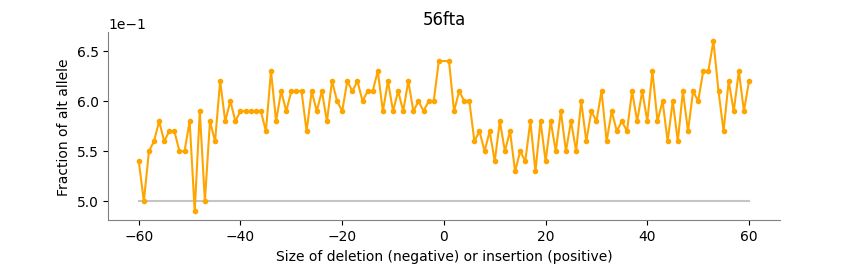 56fta
1e−1
6.5
6.0
5.5
5.0
Fraction of alt allele
−60 −40 −20 0 20 40 60
Size of deletion (negative) or insertion (positive)